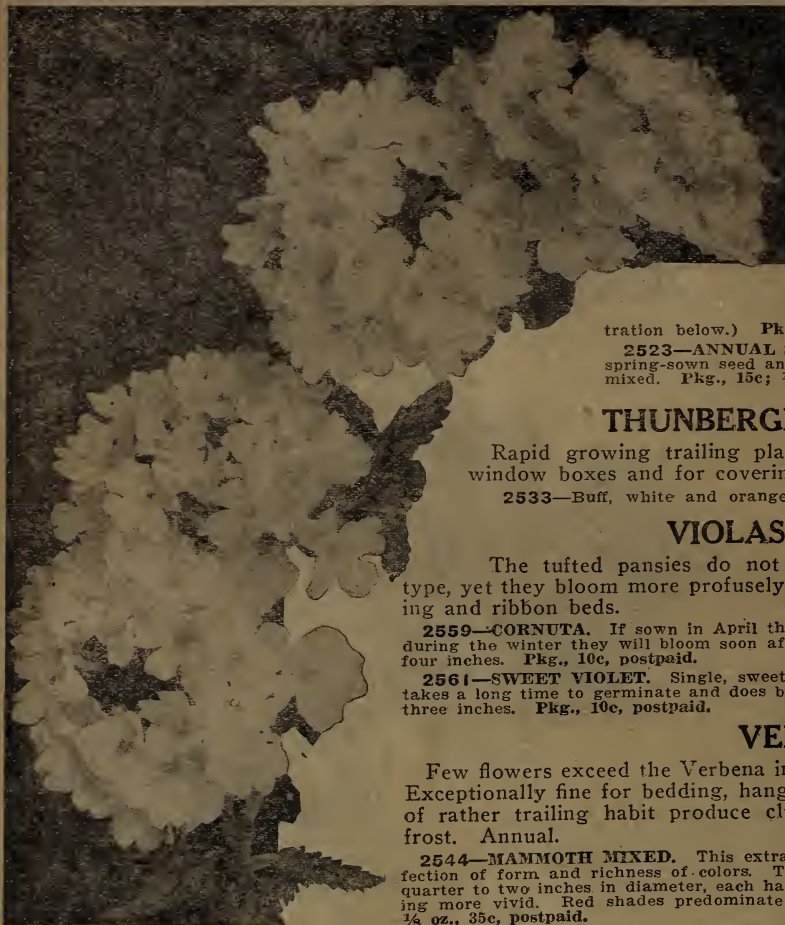 tration below.) Pk
2523—ANNUAL
spring-sown seed an
mixed. Pkg., 15c;
THUNBERG
Rapid growing trailing pla
window boxes and for coverin
2533—Buff, white and orange
VIOLAS
The tufted pansies do not
type, yet they bloom more profusely
ing and ribbon beds.
2559—CORNUTA. If sown in April th
during the winter they will bloom soon af
four inches. Pkg., 10c, postpaid.
2561—SWEET VIOLET. Single, sweet
takes a long time to germinate and does b
three inches. Pkg., 10c, postpaid.
VE
Few flowers exceed the Verbena in
Exceptionally fine for bedding, hang
of rather trailing habit produce cl
frost. Annual.
2544—MAMMOTH MIXED. This extra
fection of form and richness of colors. T
quarter to two inches in diameter, each ha
ing more vivid. Red shades predominate
⅛ oz., 35c, postpaid.